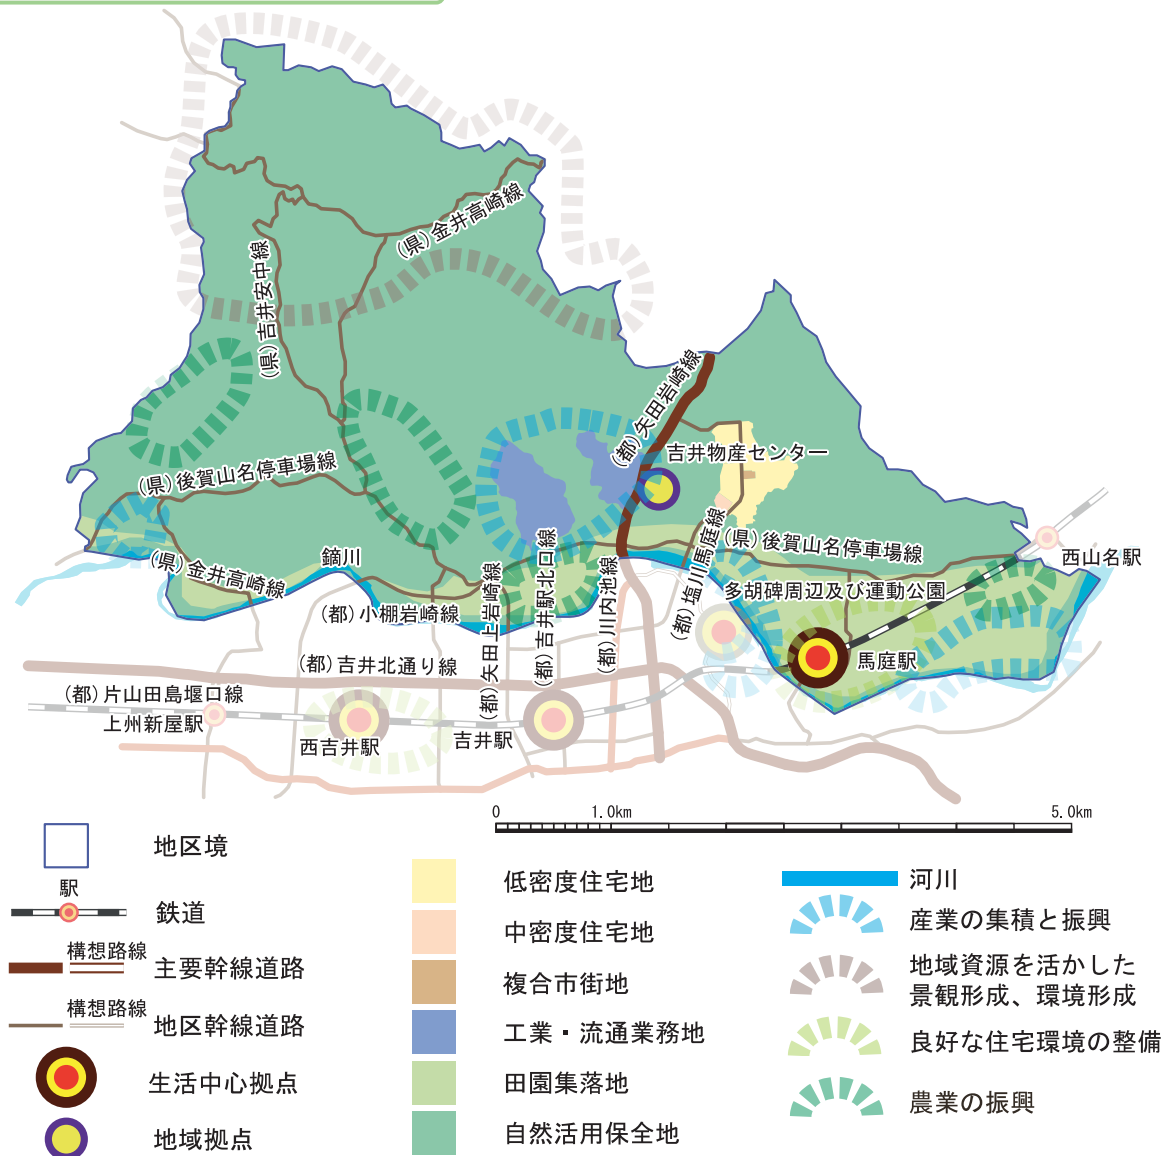 (県)金井高崎線
(県)吉井安中線
(都)矢田岩崎線
吉井物産センター
(県)後賀山名停車場線
(都)塩川馬庭線
(県)後賀山名停車場線
西山名駅
(県)金井高崎線
鏑川
(都)小棚岩崎線
(都)矢田上岩崎線
(都)吉井駅北口線
(都)川内池線
多胡碑周辺及び運動公園
馬庭駅
(都)吉井北通り線
(都)片山田島堰口線
上州新屋駅
西吉井駅
吉井駅
0 1.0km 5.0km
地区境
駅
鉄道
構想路線
主要幹線道路
構想路線
地区幹線道路
生活中心拠点
地域拠点
低密度住宅地
中密度住宅地
複合市街地
工業・流通業務地
田園集落地
自然活用保全地
河川
産業の集積と振興
地域資源を活かした
景観形成、環境形成
良好な住宅環境の整備
農業の振興